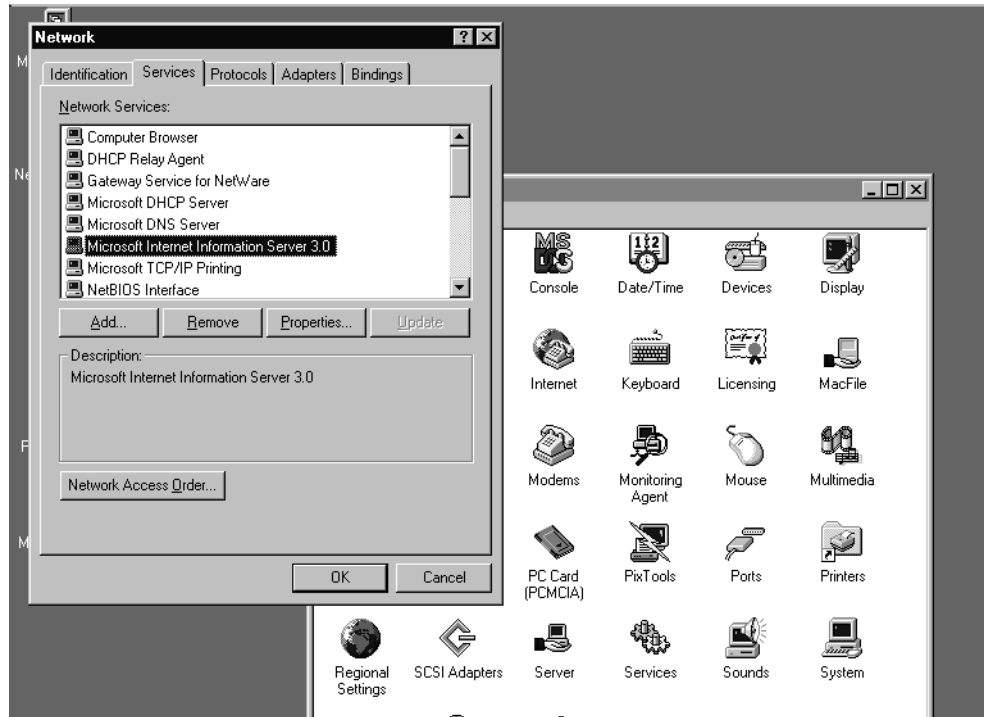 Network
Identification Services Protocols Adapters Bindings
Network Services:
Computer Browser
DHCP Relay Agent
Gateway Service for NetWare
Microsoft DHCP Server
Microsoft DNS Server
Microsoft Internet Information Server 3.0
Microsoft TCP/IP Printing
NetBIOS Interface
Add... Remove Properties... Update
Description:
Microsoft Internet Information Server 3.0
Network Access Order...
OK Cancel
MS
DOS
Console Date/Time Devices Display
Internet Keyboard Licensing MacFile
Modems Monitoring Agent Mouse Multimedia
PC Card (PCMCIA) PixTools Ports Printers
Regional Settings SCSI Adapters Server Services Sounds System